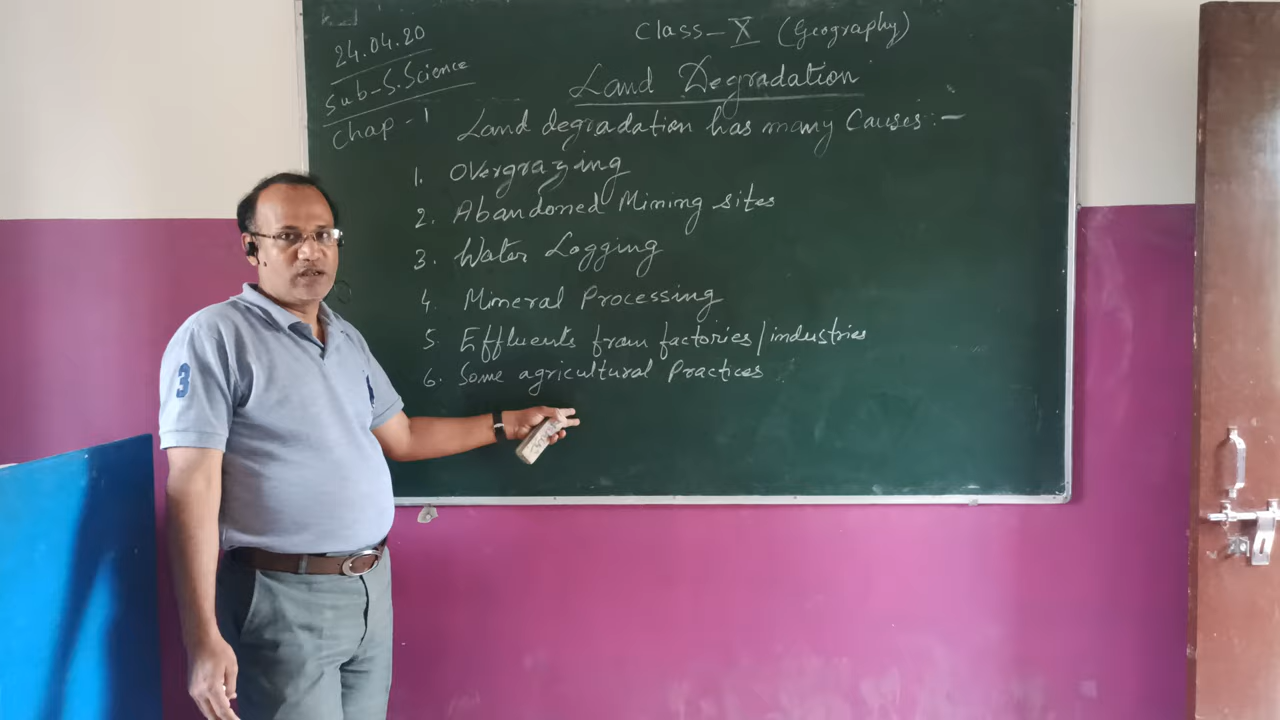 24.04.20
Sub-S.Science
Chap-1
Class-X (Geography)
Land Degradation
Land degradation has many Causes:-
1. Overgrazing
2. Abandoned Mining sites
3. Water Logging
4. Mineral Processing
5. Effluents from factories/industries
6. Some agricultural Practices
3